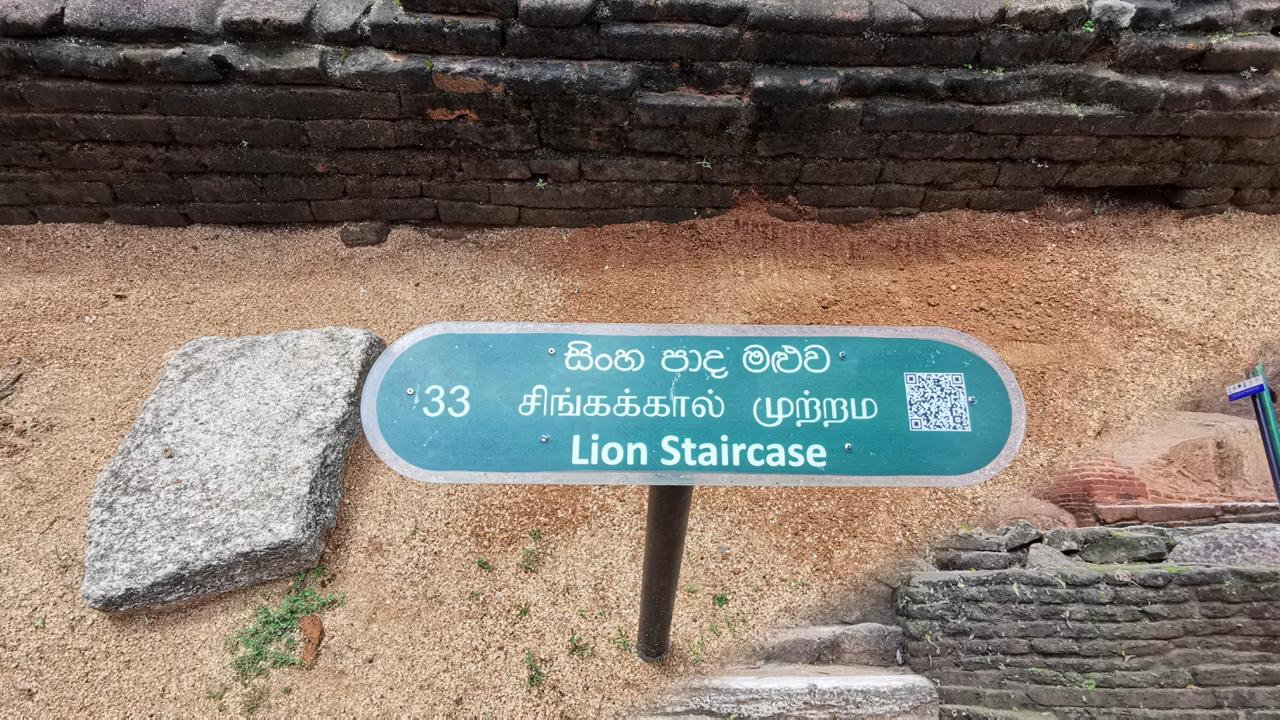 සිංහ පාද මළුව
33 சிங்கக்கால் முற்றம
Lion Staircase